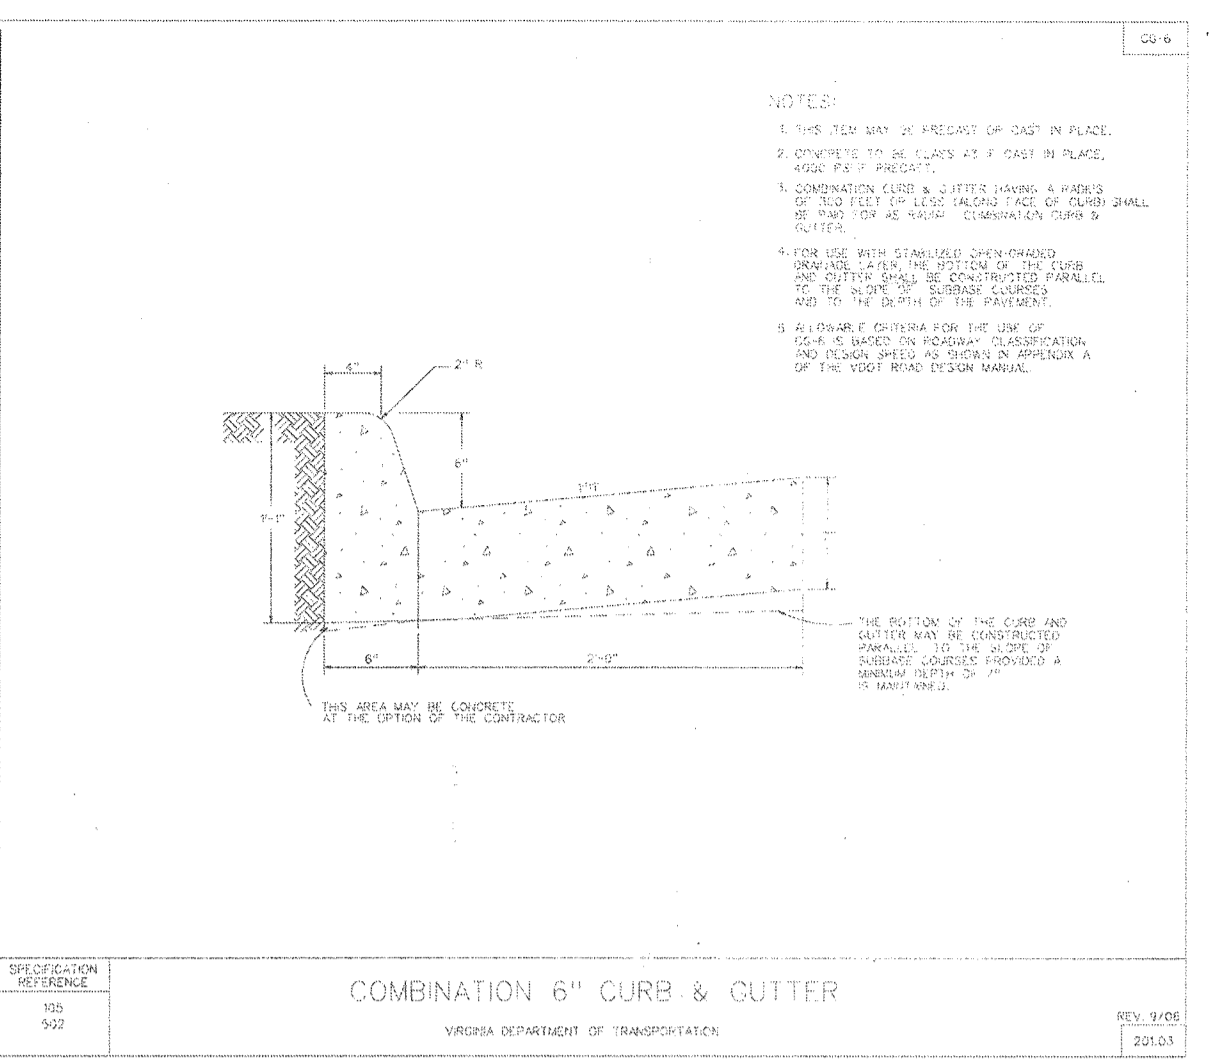 CG-6
NOTES:
1. THIS ITEM MAY BE PRECAST OR CAST IN PLACE.
2. CONCRETE TO BE CLASS A3 IF CAST IN PLACE,
4000 PSI IF PRECAST.
3. COMBINATION CURB & GUTTER HAVING A RADIUS
OF 300 FEET OR LESS (ALONG FACE OF CURB) SHALL
BE PAID FOR AS RADIAL COMBINATION CURB &
GUTTER.
4. FOR USE WITH STABILIZED OPEN-GRADED
DRAINAGE LAYER, THE BOTTOM OF THE CURB
AND GUTTER SHALL BE CONSTRUCTED PARALLEL
TO THE SLOPE OF SUBBASE COURSES
AND TO THE DEPTH OF THE PAVEMENT.
5. ALLOWABLE CRITERIA FOR THE USE OF
CG-6 IS BASED ON ROADWAY CLASSIFICATION
AND DESIGN SPEED AS SHOWN IN APPENDIX A
OF THE VDOT ROAD DESIGN MANUAL.
4"
2" R
6"
1'-1"
6"
2'-0"
THE BOTTOM OF THE CURB AND
GUTTER MAY BE CONSTRUCTED
PARALLEL TO THE SLOPE OF
SUBBASE COURSES PROVIDED A
MINIMUM DEPTH OF 7"
IS MAINTAINED.
THIS AREA MAY BE CONCRETE
AT THE OPTION OF THE CONTRACTOR
SPECIFICATION
REFERENCE
105
502
COMBINATION 6" CURB & GUTTER
VIRGINIA DEPARTMENT OF TRANSPORTATION
REV. 9/08
201.03